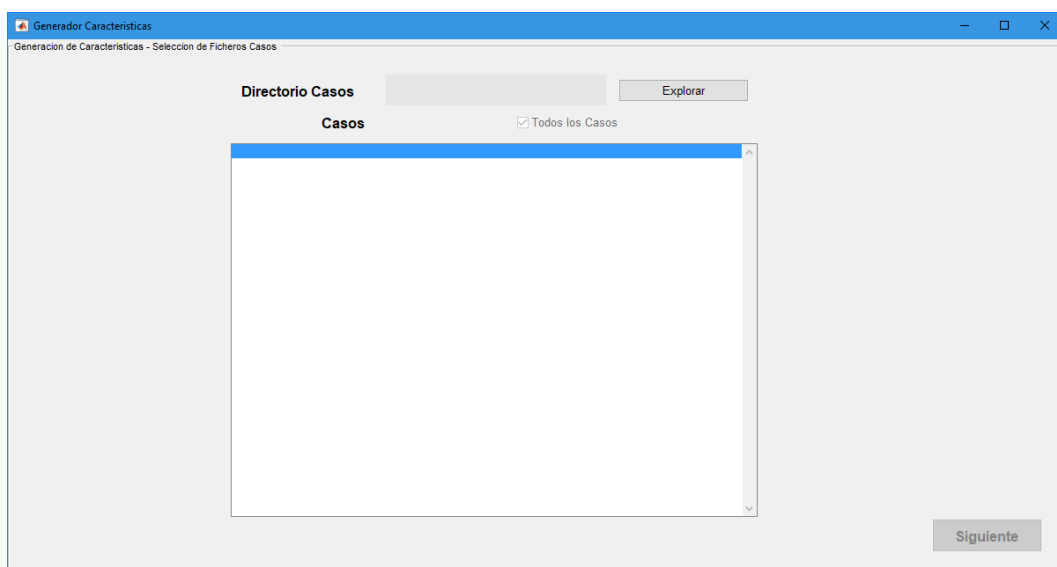 Generador Caracteristicas
Generacion de Caracteristicas - Seleccion de Ficheros Casos
Directorio Casos Explorar
Casos Todos los Casos
Siguiente